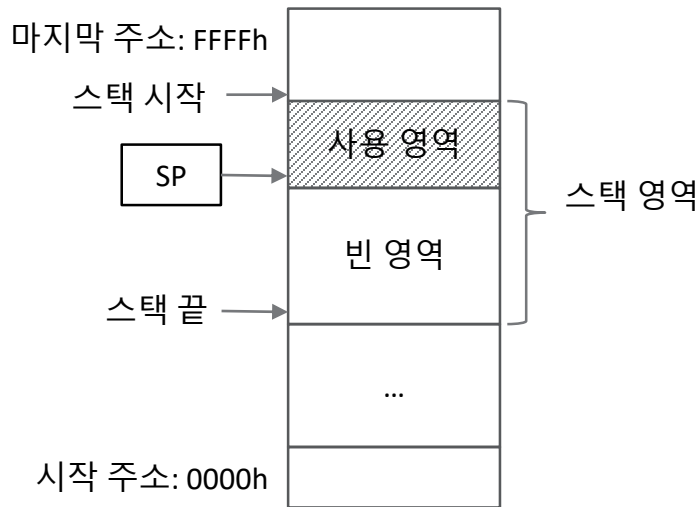 마지막 주소: FFFFh
스택 시작
사용 영역
SP
스택 영역
빈 영역
스택 끝
...
시작 주소: 0000h